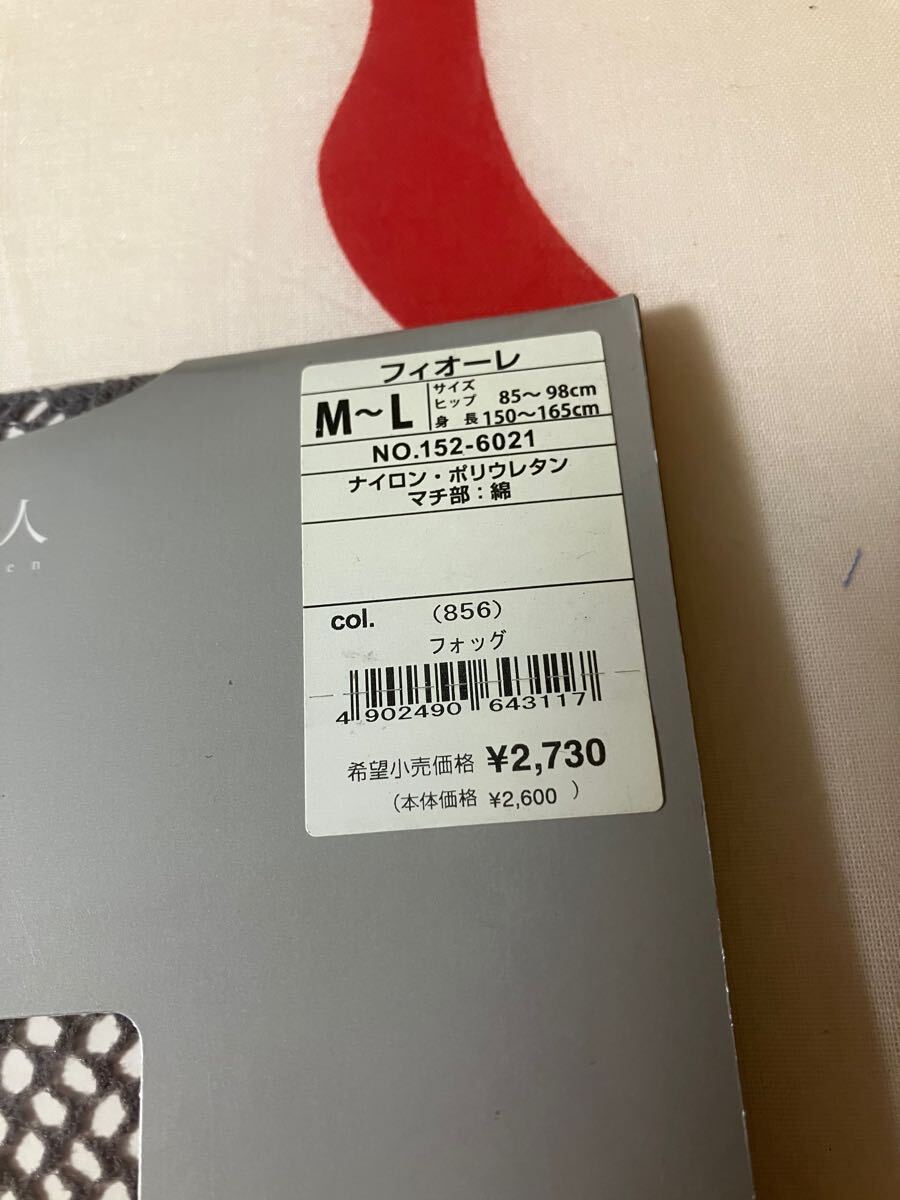 フィオーレ
M～L
サイズ
ヒップ 85～98cm
身長 150～165cm
NO.152-6021
ナイロン・ポリウレタン
マチ部：綿
人
en
col. (856)
フォッグ
4 902490 643117
希望小売価格 ¥2,730
(本体価格 ¥2,600 )